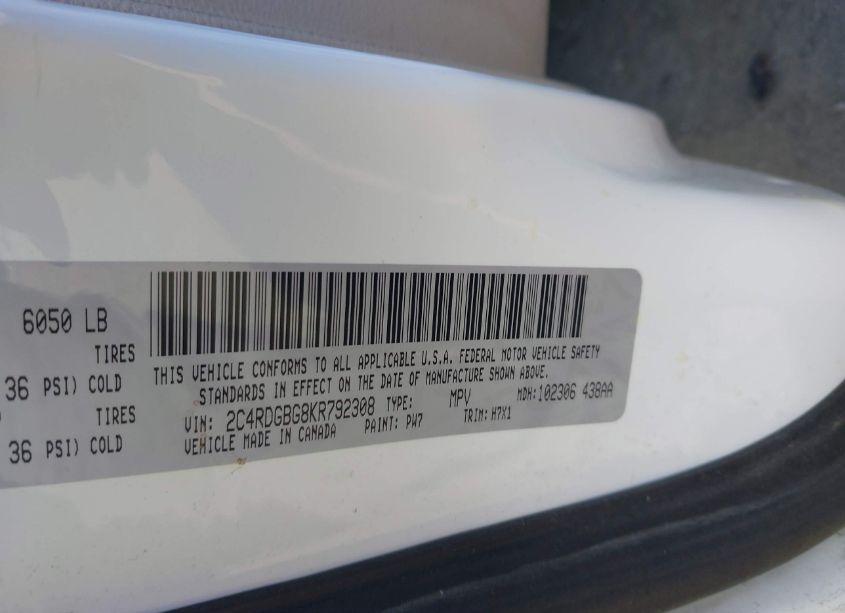 6050 LB
TIRES
36 PSI) COLD
TIRES
36 PSI) COLD
THIS VEHICLE CONFORMS TO ALL APPLICABLE U.S.A. FEDERAL MOTOR VEHICLE SAFETY
STANDARDS IN EFFECT ON THE DATE OF MANUFACTURE SHOWN ABOVE.
VIN: 2C4RDGBG8KR792308 TYPE: MPV MDH:102306 438AA
VEHICLE MADE IN CANADA PAINT: PW7 TRIM: H7X1